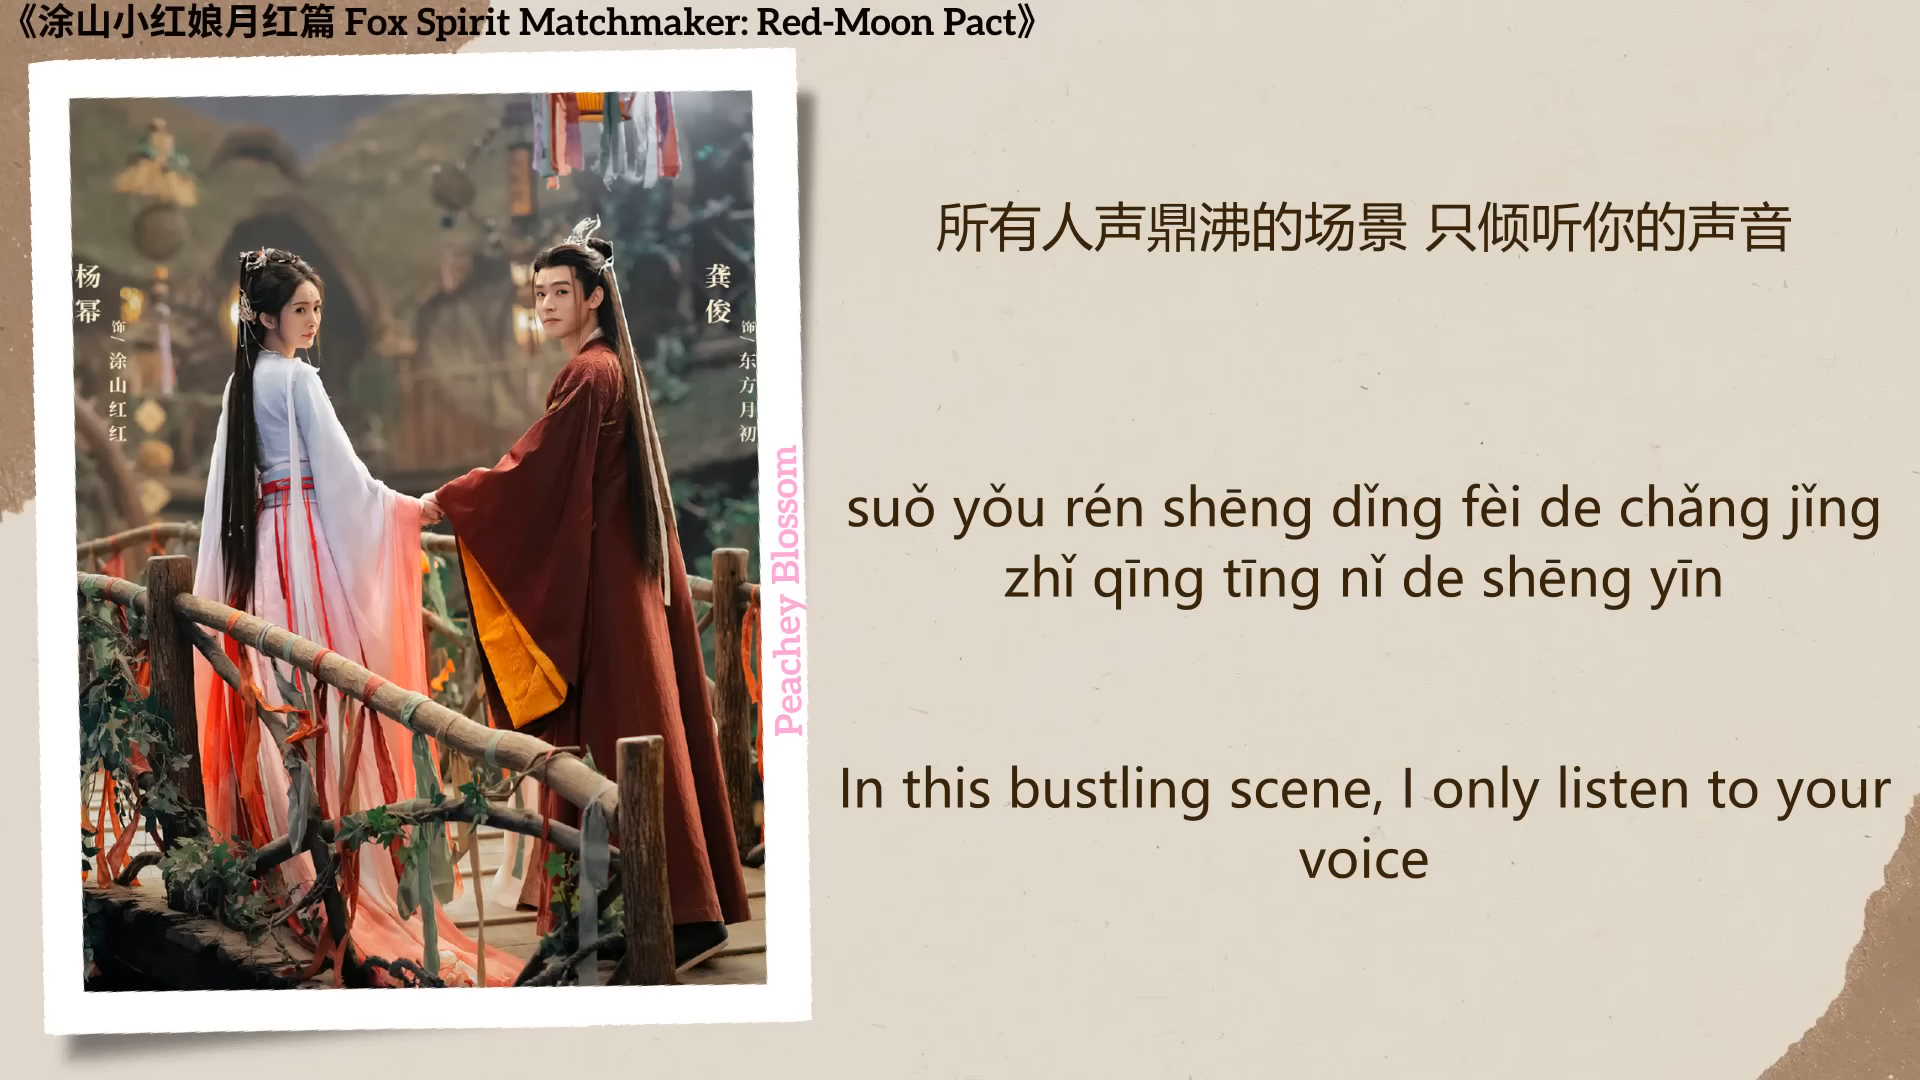 《涂山小红娘月红篇 Fox Spirit Matchmaker: Red-Moon Pact》
杨幂
饰/涂山红红
龚俊
饰/东方月初
Peachey Blossom
所有人声鼎沸的场景 只倾听你的声音
suǒ yǒu rén shēng dǐng fèi de chǎng jǐng
zhǐ qīng tīng nǐ de shēng yīn
In this bustling scene, I only listen to your
voice